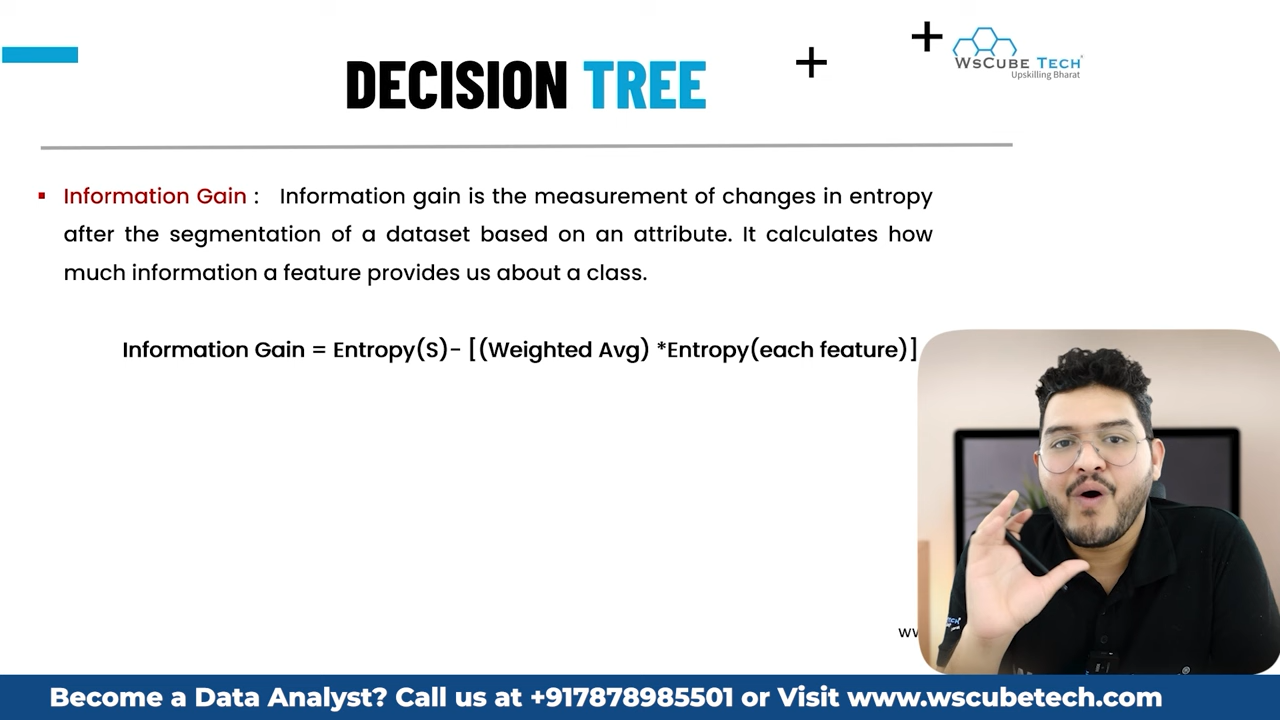 DECISION TREE
WsCube Tech
Upskilling Bharat
Information Gain : Information gain is the measurement of changes in entropy
after the segmentation of a dataset based on an attribute. It calculates how
much information a feature provides us about a class.
Information Gain = Entropy(S)- [(Weighted Avg) *Entropy(each feature)]
Become a Data Analyst? Call us at +917878985501 or Visit www.wscubetech.com